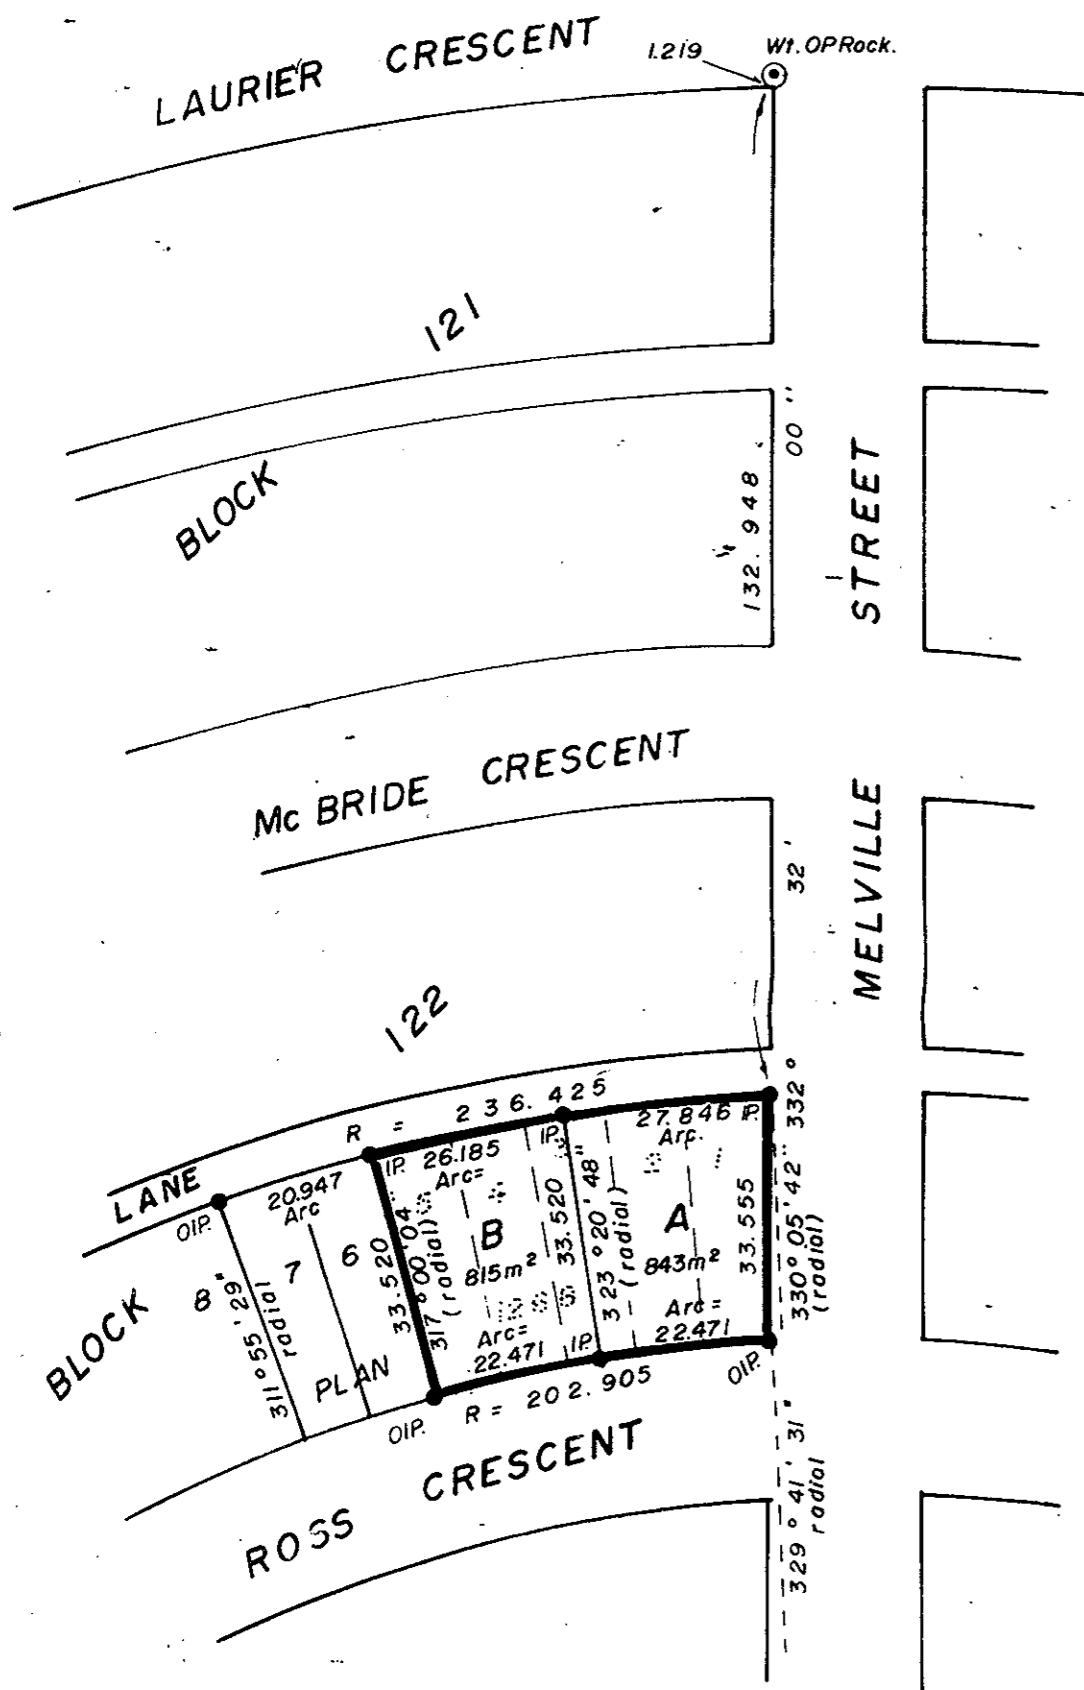 LAURIER CRESCENT
1.219
Wt. OP Rock.
121
BLOCK
132. 948
00 "
STREET
Mc BRIDE CRESCENT
32 '
MELVILLE
122
332 °
R = 236. 425
LANE
OIP.
20.947
Arc
IP.
26.185
Arc=
IP.
27.846
Arc.
IP.
8
7
6
B
815m²
A
843m²
311° 55' 29"
radial
33.520
317° 00' 04"
(radial)
33.520
323° 20' 48"
(radial)
33.555
330° 05' 42"
(radial)
Arc=
22.471
IP.
Arc=
22.471
OIP.
BLOCK
PLAN
OIP.
R = 202. 905
ROSS CRESCENT
329° 41' 31"
radial